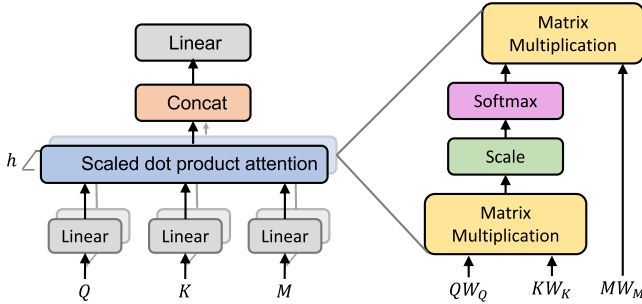 Linear
Concat
h
Scaled dot product attention
Linear
Linear
Linear
Q
K
M
Matrix
Multiplication
Softmax
Scale
Matrix
Multiplication
QW_Q
KW_K
MW_M